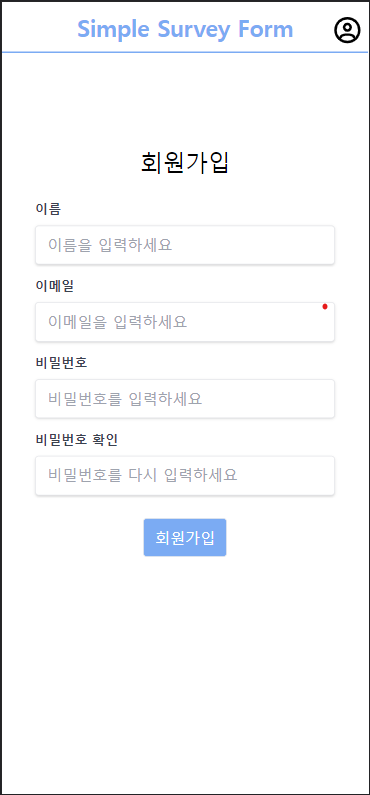 Simple Survey Form
회원가입
이름
이름을 입력하세요
이메일
이메일을 입력하세요
비밀번호
비밀번호를 입력하세요
비밀번호 확인
비밀번호를 다시 입력하세요
회원가입